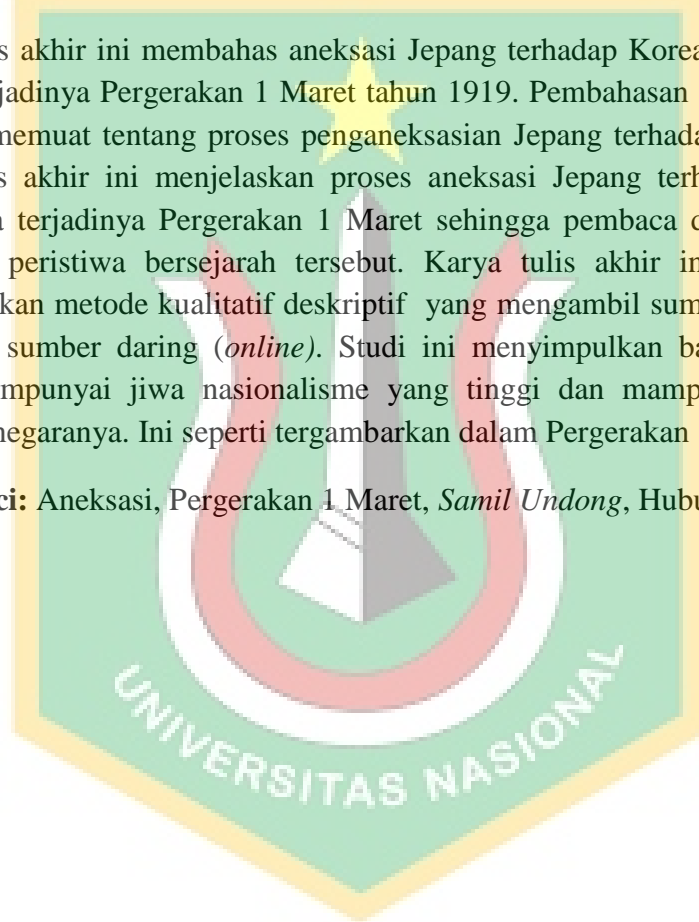 s akhir ini membahas aneksasi Jepang terhadap Korea
jadinya Pergerakan 1 Maret tahun 1919. Pembahasan
memuat tentang proses penganeksasian Jepang terhada
s akhir ini menjelaskan proses aneksasi Jepang terh
a terjadinya Pergerakan 1 Maret sehingga pembaca d
peristiwa bersejarah tersebut. Karya tulis akhir in
kan metode kualitatif deskriptif yang mengambil sum
sumber daring (online). Studi ini menyimpulkan ba
mpunyai jiwa nasionalisme yang tinggi dan mamp
negaranya. Ini seperti tergambarkan dalam Pergerakan
ci: Aneksasi, Pergerakan 1 Maret, Samil Undong, Hubu
UNIVERSITAS NASIONAL